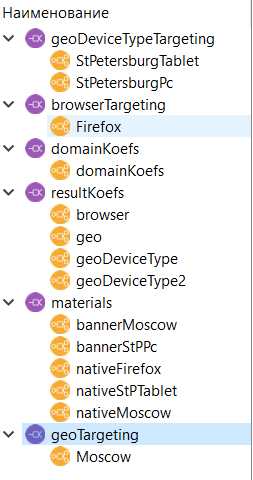 Наименование
geoDeviceTypeTargeting
StPetersburgTablet
StPetersburgPc
browserTargeting
Firefox
domainKoefs
domainKoefs
resultKoefs
browser
geo
geoDeviceType
geoDeviceType2
materials
bannerMoscow
bannerStPPc
nativeFirefox
nativeStPTablet
nativeMoscow
geoTargeting
Moscow